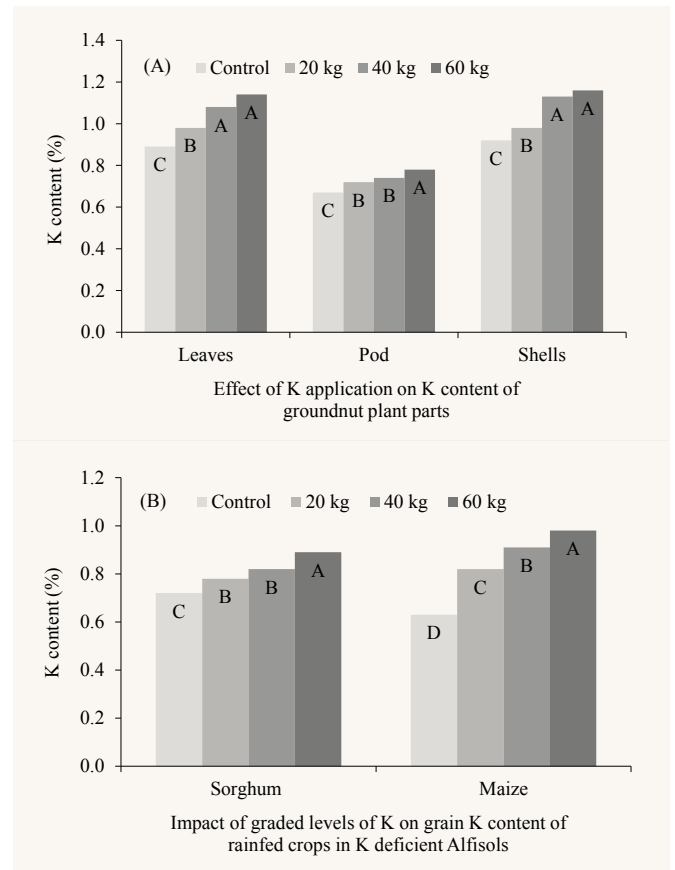 1.4
(A) Control 20 kg 40 kg 60 kg
1.2
1.0
0.8
0.6
0.4
0.2
0.0
K content (%)
C B A A
C B B A
C B A A
Leaves Pod Shells
Effect of K application on K content of
groundnut plant parts
1.2
(B) Control 20 kg 40 kg 60 kg
1.0
0.8
0.6
0.4
0.2
0.0
K content (%)
C B B A
D C B A
Sorghum Maize
Impact of graded levels of K on grain K content of
rainfed crops in K deficient Alfisols